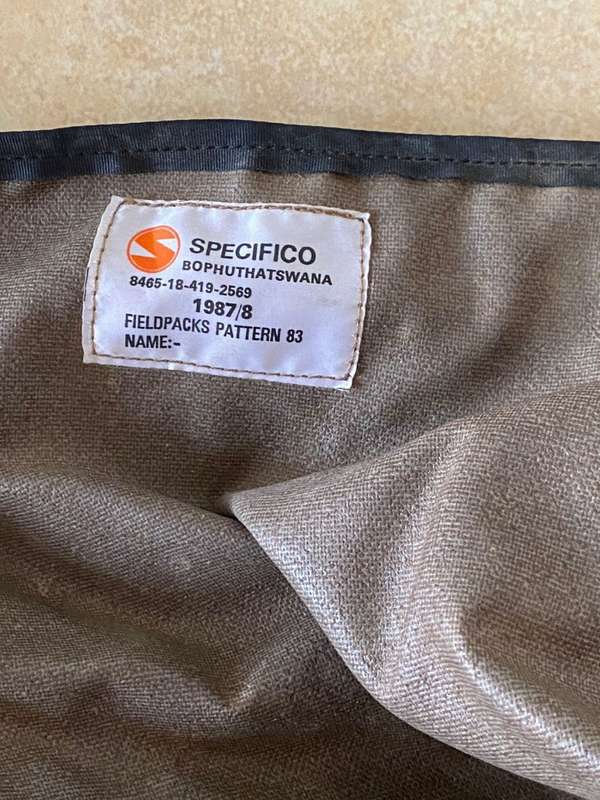 SPECIFICO
BOPHUTHATSWANA
8465-18-419-2569
1987/8
FIELDPACKS PATTERN 83
NAME:-